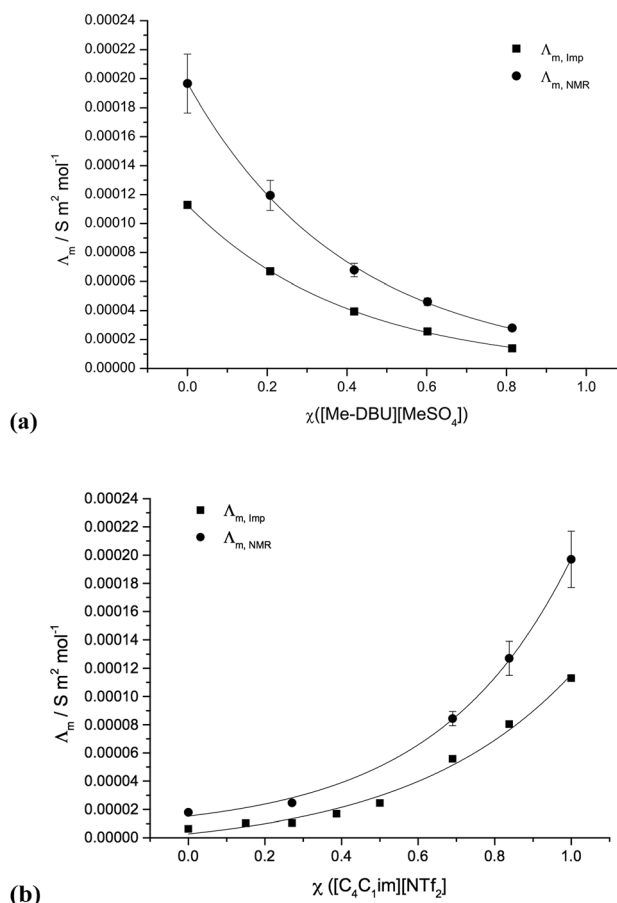 0.00024
0.00022
0.00020
0.00018
0.00016
0.00014
0.00012
0.00010
0.00008
0.00006
0.00004
0.00002
0.00000
Λm / S m² mol⁻¹
Λm, Imp
Λm, NMR
0.0 0.2 0.4 0.6 0.8 1.0
χ([Me-DBU][MeSO₄])
(a)
0.00024
0.00022
0.00020
0.00018
0.00016
0.00014
0.00012
0.00010
0.00008
0.00006
0.00004
0.00002
0.00000
Λm / S m² mol⁻¹
Λm, Imp
Λm, NMR
0.0 0.2 0.4 0.6 0.8 1.0
χ ([C₄C₁im][NTf₂]
(b)